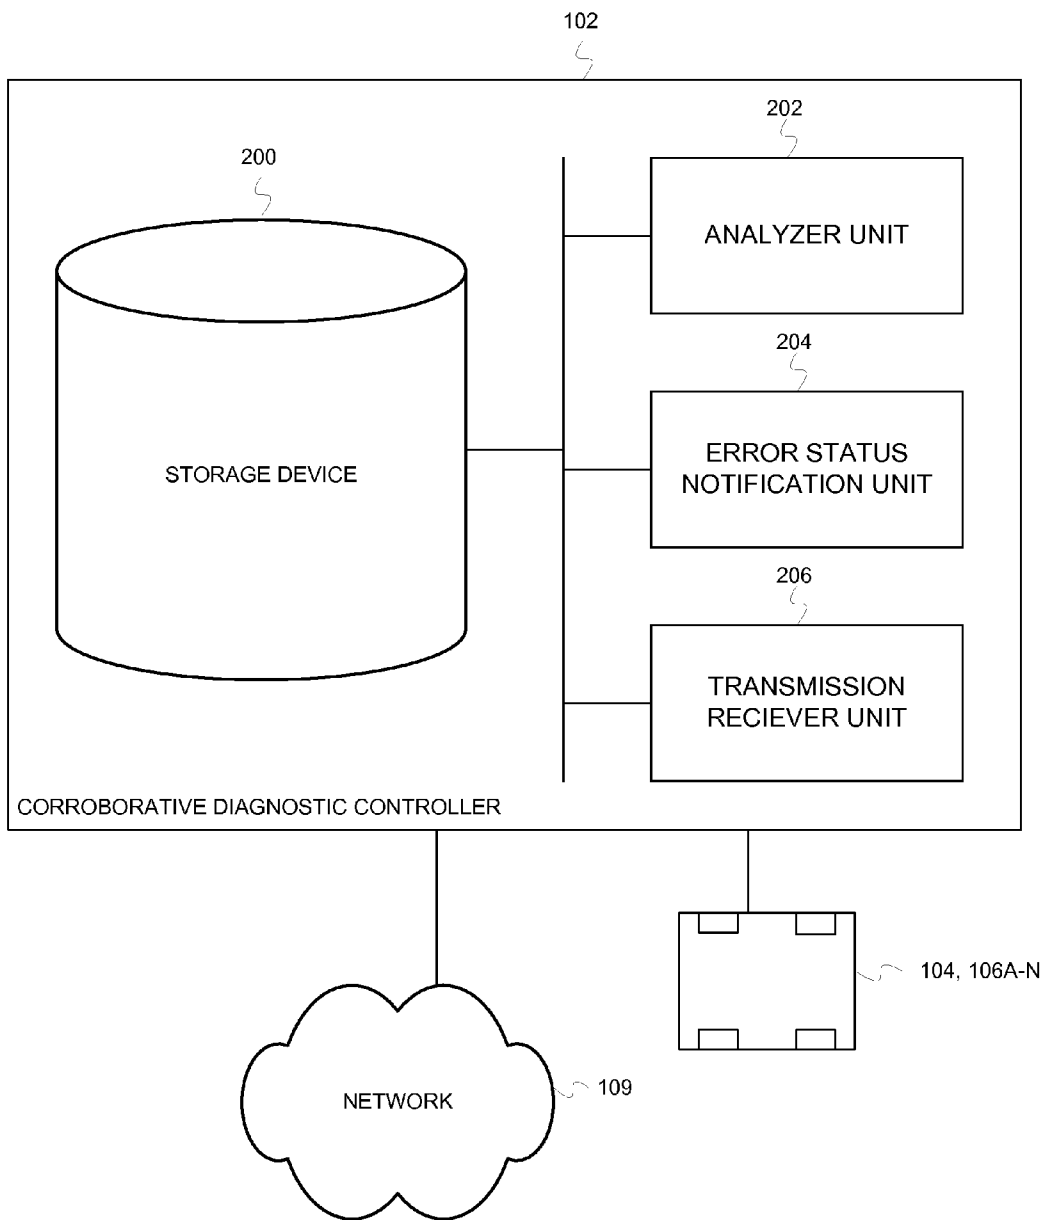 102
200
202
ANALYZER UNIT
204
ERROR STATUS
NOTIFICATION UNIT
STORAGE DEVICE
206
TRANSMISSION
RECIEVER UNIT
CORROBORATIVE DIAGNOSTIC CONTROLLER
104, 106A-N
NETWORK
109